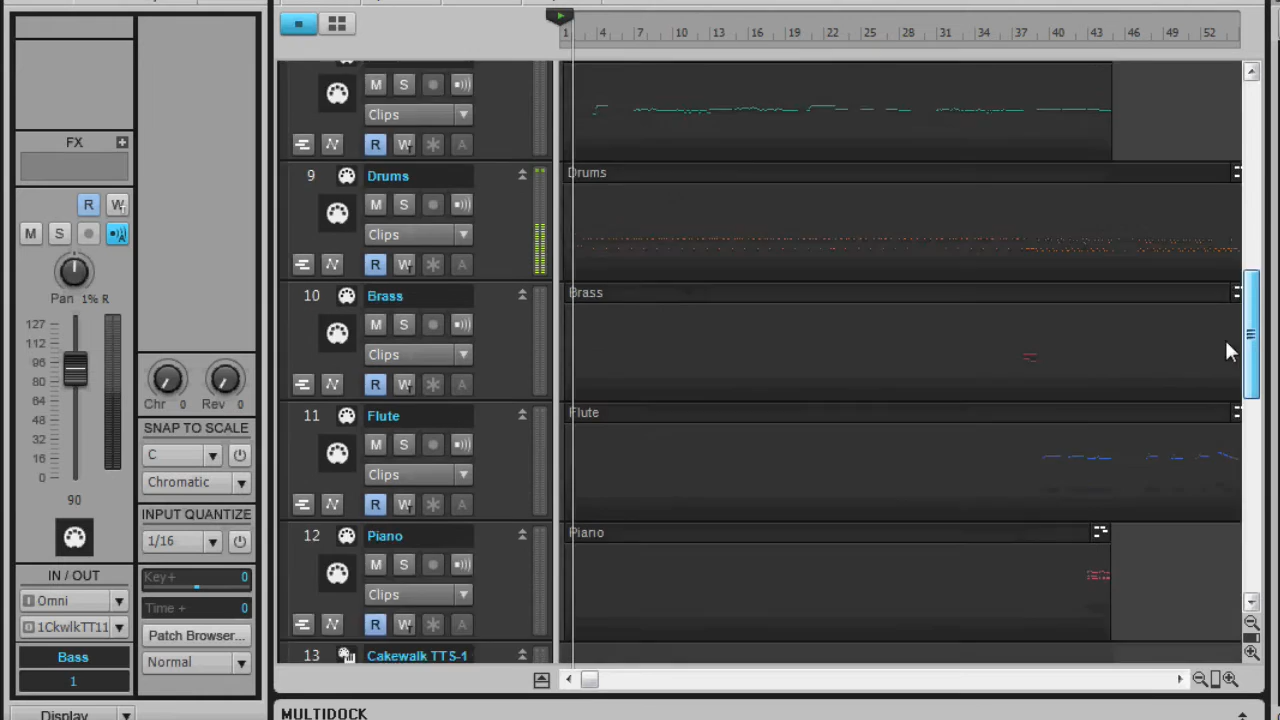 1 4 7 10 13 16 19 22 25 28 31 34 37 40 43 46 49 52
FX
M S
Clips
R W * A
9 Drums Drums
M S
Clips
R W * A
R W
M S
Pan 1% R
127
112
96
80
64
48
32
16
0
90
10 Brass Brass
M S
Clips
R W * A
Chr 0 Rev 0
SNAP TO SCALE
C
Chromatic
INPUT QUANTIZE
1/16
11 Flute Flute
M S
Clips
R W * A
12 Piano Piano
M S
Clips
R W * A
IN / OUT
Omni
1CkwlkTT11
Key+ 0
Time + 0
Patch Browser...
Normal
Bass
1
13 Cakewalk TTS-1
Display
MULTIDOCK